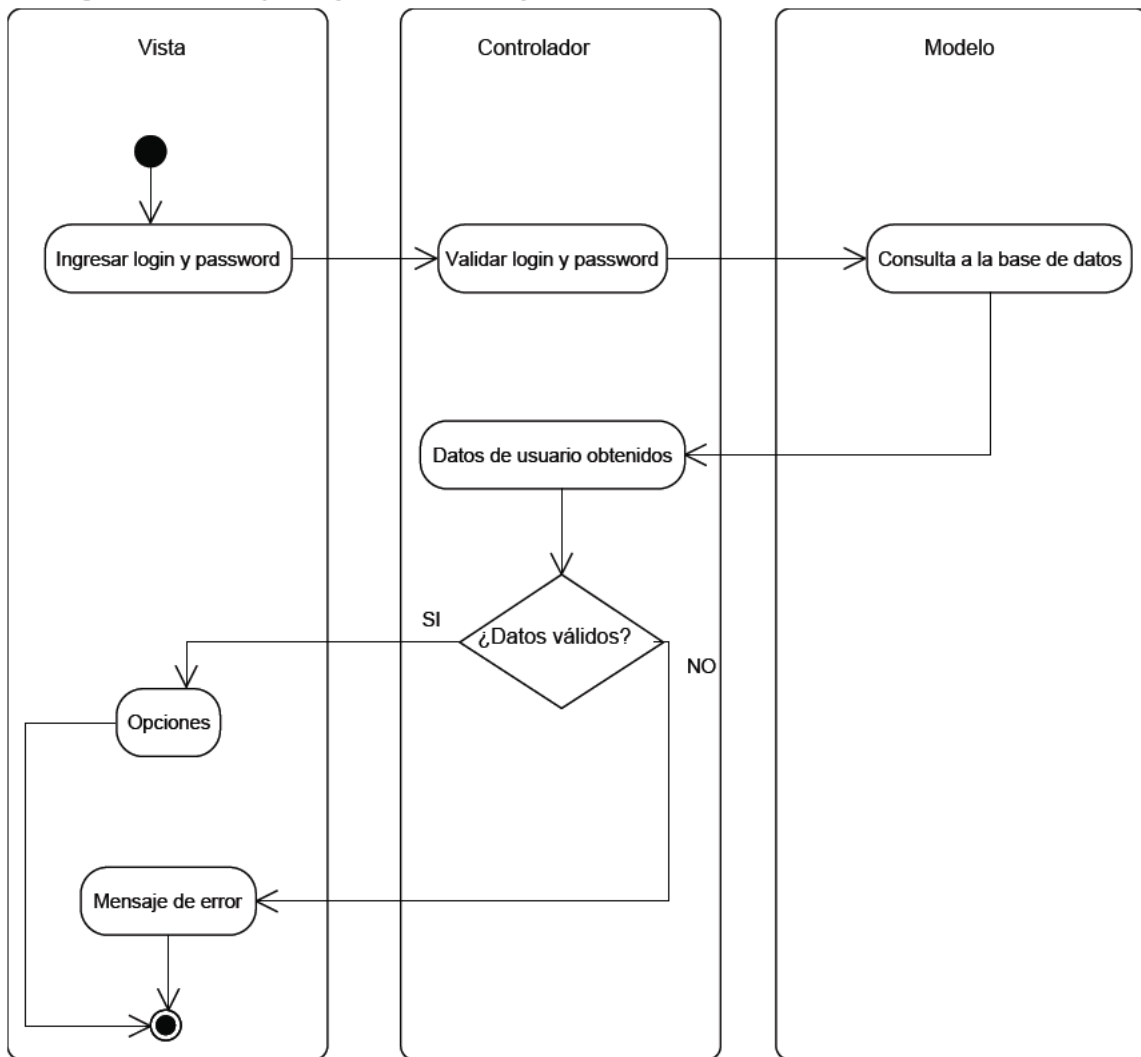 Vista
Controlador
Modelo
Ingresar login y password
Validar login y password
Consulta a la base de datos
Datos de usuario obtenidos
¿Datos válidos?
SI
NO
Opciones
Mensaje de error